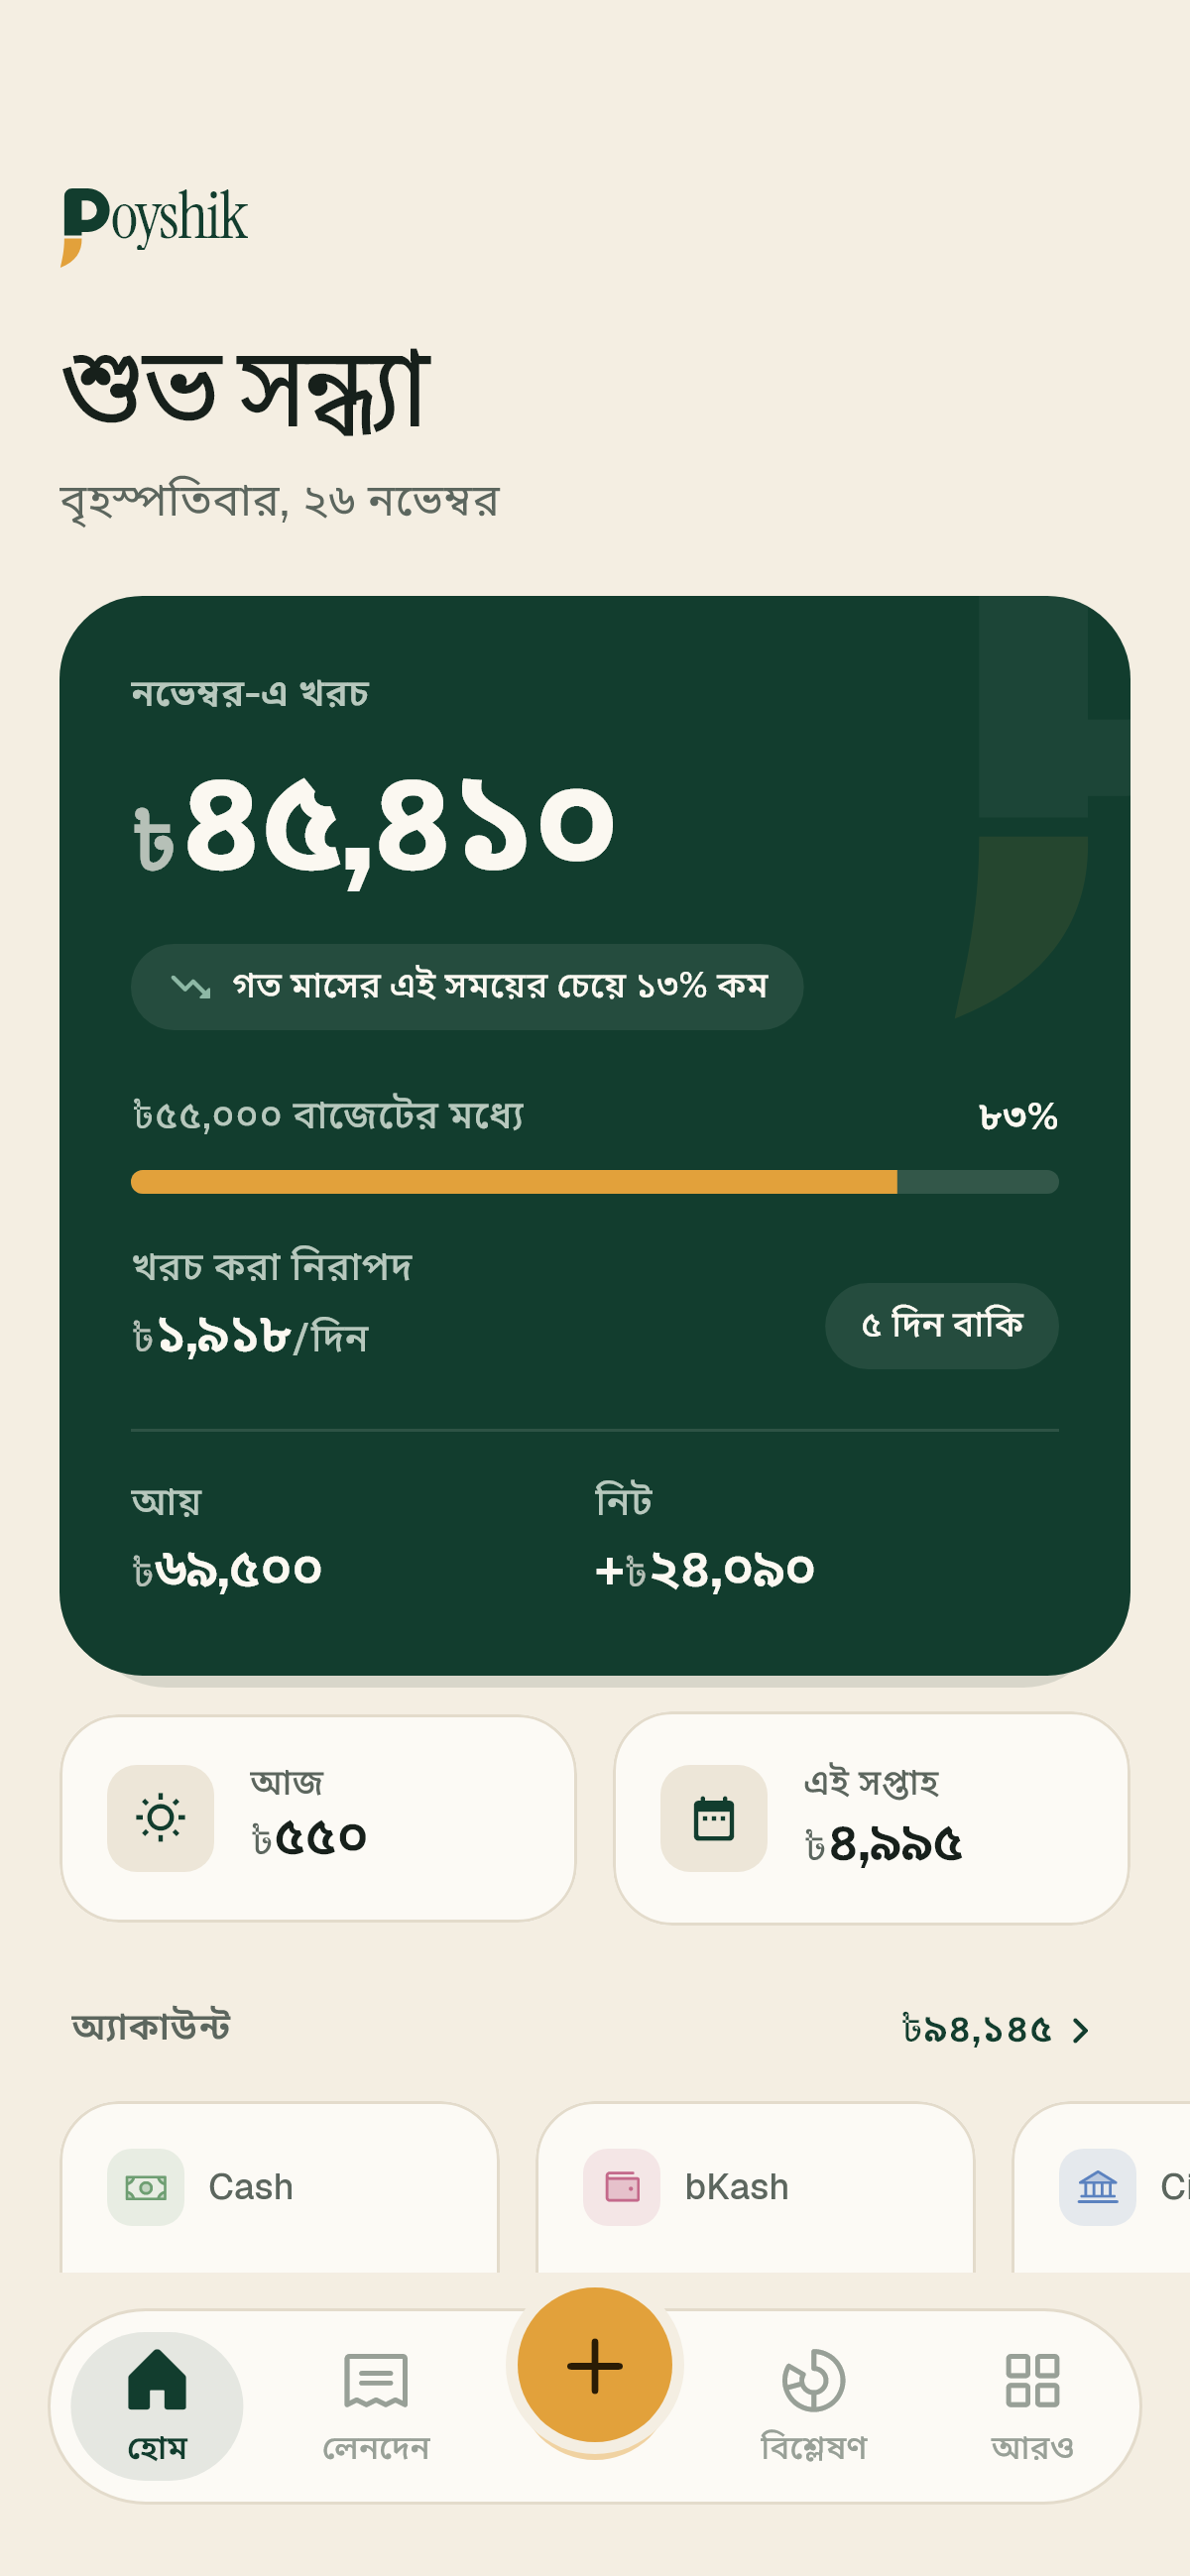 Poyshik
শুভ সন্ধ্যা
বৃহস্পতিবার, ২৬ নভেম্বর
নভেম্বর-এ খরচ
৳৪৫,৪১০
গত মাসের এই সময়ের চেয়ে ১৩% কম
৳৫৫,০০০ বাজেটের মধ্যে ৮৩%
খরচ করা নিরাপদ
৳১,৯১৮/দিন
৫ দিন বাকি
আয় নিট
৳৬৯,৫০০ +৳২৪,০৯০
আজ
৳৫৫০
এই সপ্তাহ
৳৪,৯৯৫
অ্যাকাউন্ট ৳৯৪,১৪৫
Cash bKash
হোম লেনদেন বিশ্লেষণ আরও